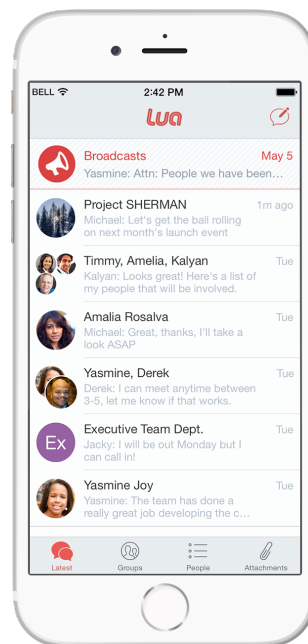 BELL 2:42 PM
Lua
Broadcasts May 5
Yasmine: Attn: People we have been…
Project SHERMAN 1m ago
Michael: Let's get the ball rolling
on next month's launch event
Timmy, Amelia, Kalyan Tue
Kalyan: Looks great! Here's a list of
my people that will be involved.
Amalia Rosalva Tue
Michael: Great, thanks, I'll take a
look ASAP
Yasmine, Derek Tue
Derek: I can meet anytime between
3-5, let me know if that works.
Ex
Executive Team Dept. Tue
Jacky: I will be out Monday but I
can call in!
Yasmine Joy Tue
Yasmine: The team has done a
really great job developing the c…
Latest Groups People Attachments